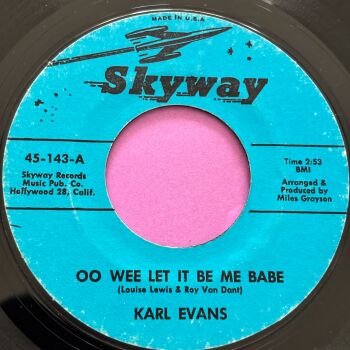 MADE IN U.S.A
Skyway
45-143-A
Skyway Records
Music Pub. Co.
Hollywood 28, Calif.
Time 2:53
BMI
Arranged &
Produced by
Miles Grayson
OO WEE LET IT BE ME BABE
(Louise Lewis & Roy Van Dant)
KARL EVANS